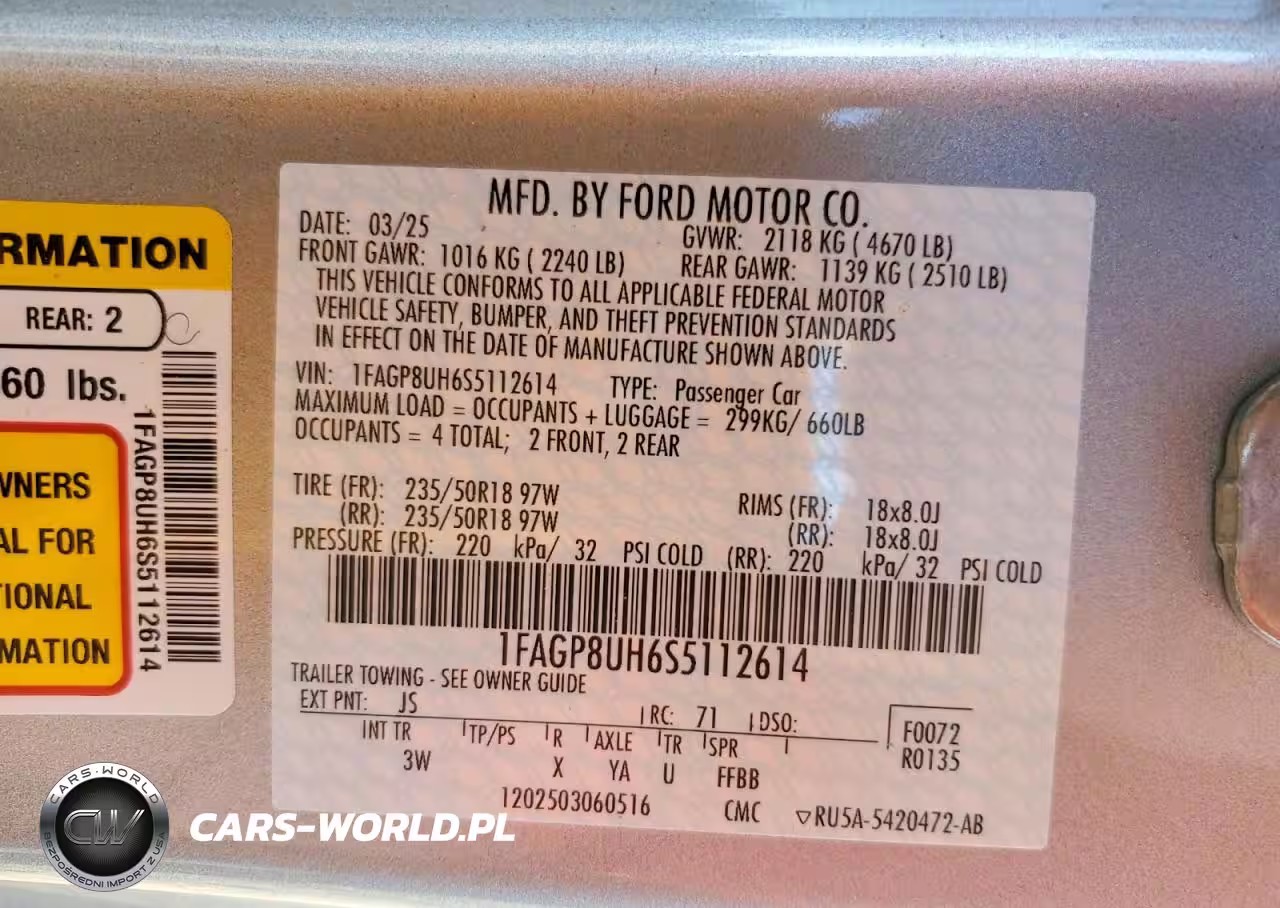 RMATION
REAR: 2
60 lbs.
WNERS
AL FOR
TIONAL
MATION
1FAGP8UH6S5112614
MFD. BY FORD MOTOR CO.
DATE: 03/25 GVWR: 2118 KG ( 4670 LB)
FRONT GAWR: 1016 KG ( 2240 LB) REAR GAWR: 1139 KG ( 2510 LB)
THIS VEHICLE CONFORMS TO ALL APPLICABLE FEDERAL MOTOR
VEHICLE SAFETY, BUMPER, AND THEFT PREVENTION STANDARDS
IN EFFECT ON THE DATE OF MANUFACTURE SHOWN ABOVE.
VIN: 1FAGP8UH6S5112614 TYPE: Passenger Car
MAXIMUM LOAD = OCCUPANTS + LUGGAGE = 299KG/ 660LB
OCCUPANTS = 4 TOTAL; 2 FRONT, 2 REAR
TIRE (FR): 235/50R18 97W RIMS (FR): 18x8.0J
(RR): 235/50R18 97W (RR): 18x8.0J
PRESSURE (FR): 220 kPa/ 32 PSI COLD (RR): 220 kPa/ 32 PSI COLD
1FAGP8UH6S5112614
TRAILER TOWING - SEE OWNER GUIDE
EXT PNT: JS RC: 71 DSO:
INT TR TP/PS R AXLE TR SPR F0072
3W X YA U FFBB R0135
1202503060516 CMC ▽RU5A-5420472-AB
CARS-WORLD
CW
BEZPOŚREDNI IMPORT Z USA
CARS-WORLD.PL